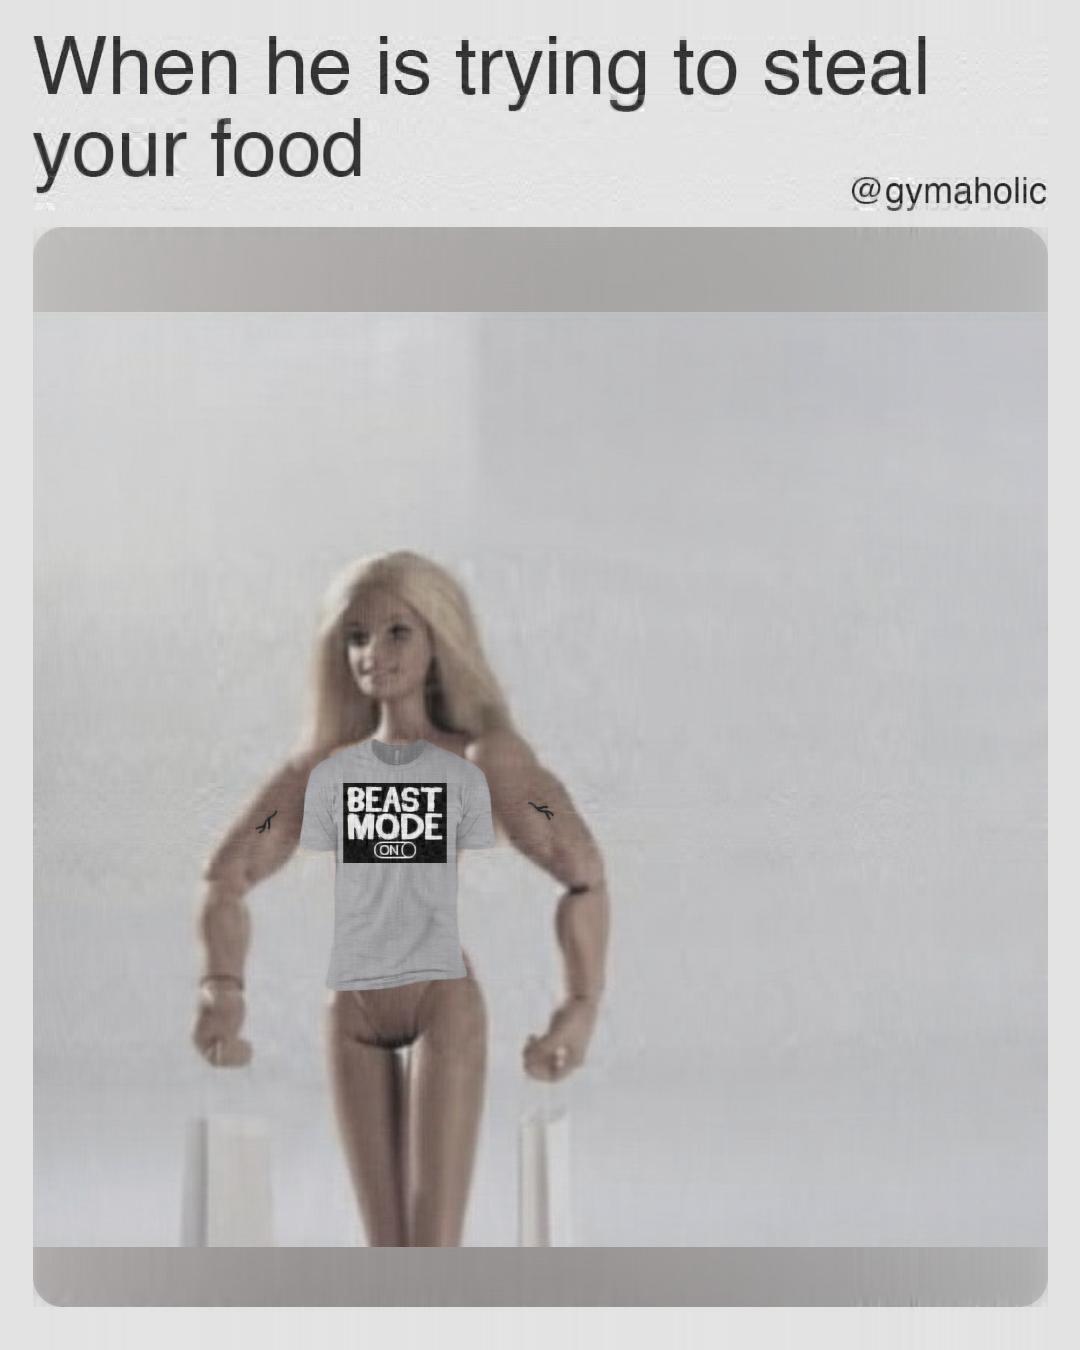 When he is trying to steal
your food
@gymaholic
BEAST
MODE
ON